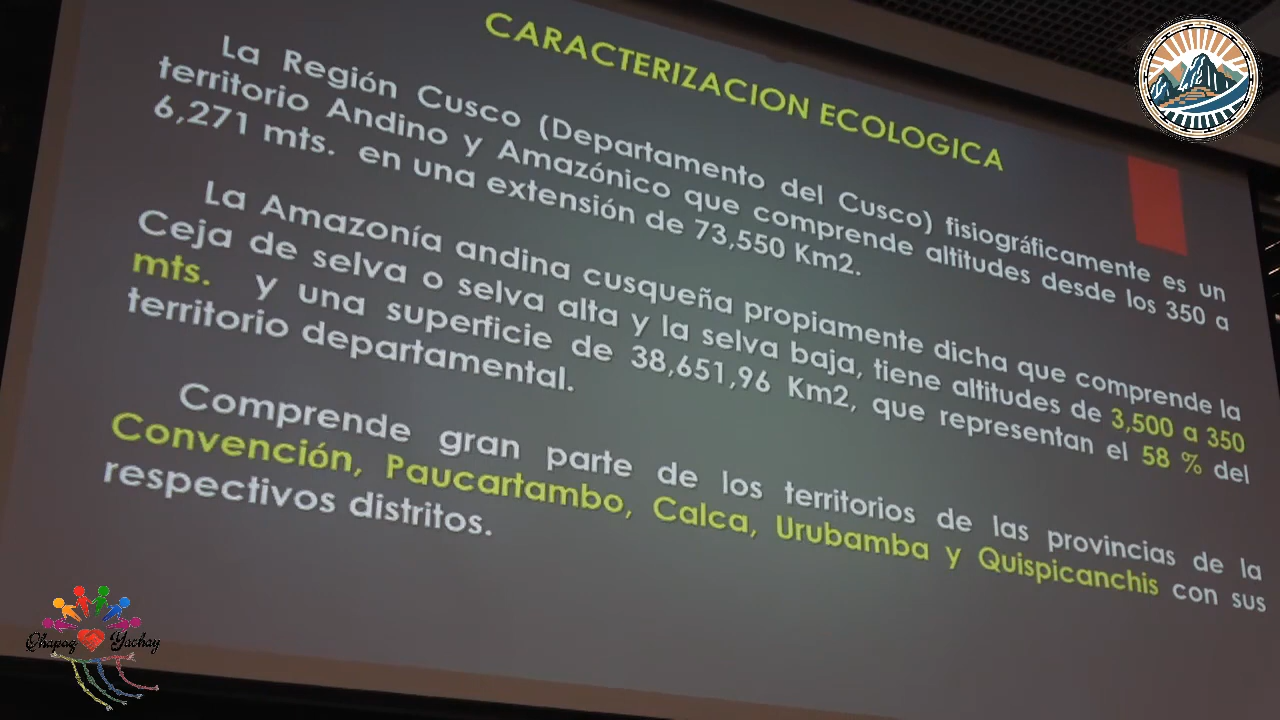 CARACTERIZACION ECOLOGICA
La Región Cusco (Departamento del Cusco) fisiográficamente es un
territorio Andino y Amazónico que comprende altitudes desde los 350 a
6,271 mts. en una extensión de 73,550 Km2.
La Amazonía andina cusqueña propiamente dicha que comprende la
Ceja de selva o selva alta y la selva baja, tiene altitudes de 3,500 a 350
mts. y una superficie de 38,651,96 Km2, que representan el 58 % del
territorio departamental.
Comprende gran parte de los territorios de las provincias de la
Convención, Paucartambo, Calca, Urubamba y Quispicanchis con sus
respectivos distritos.
Qhapaq Yachay